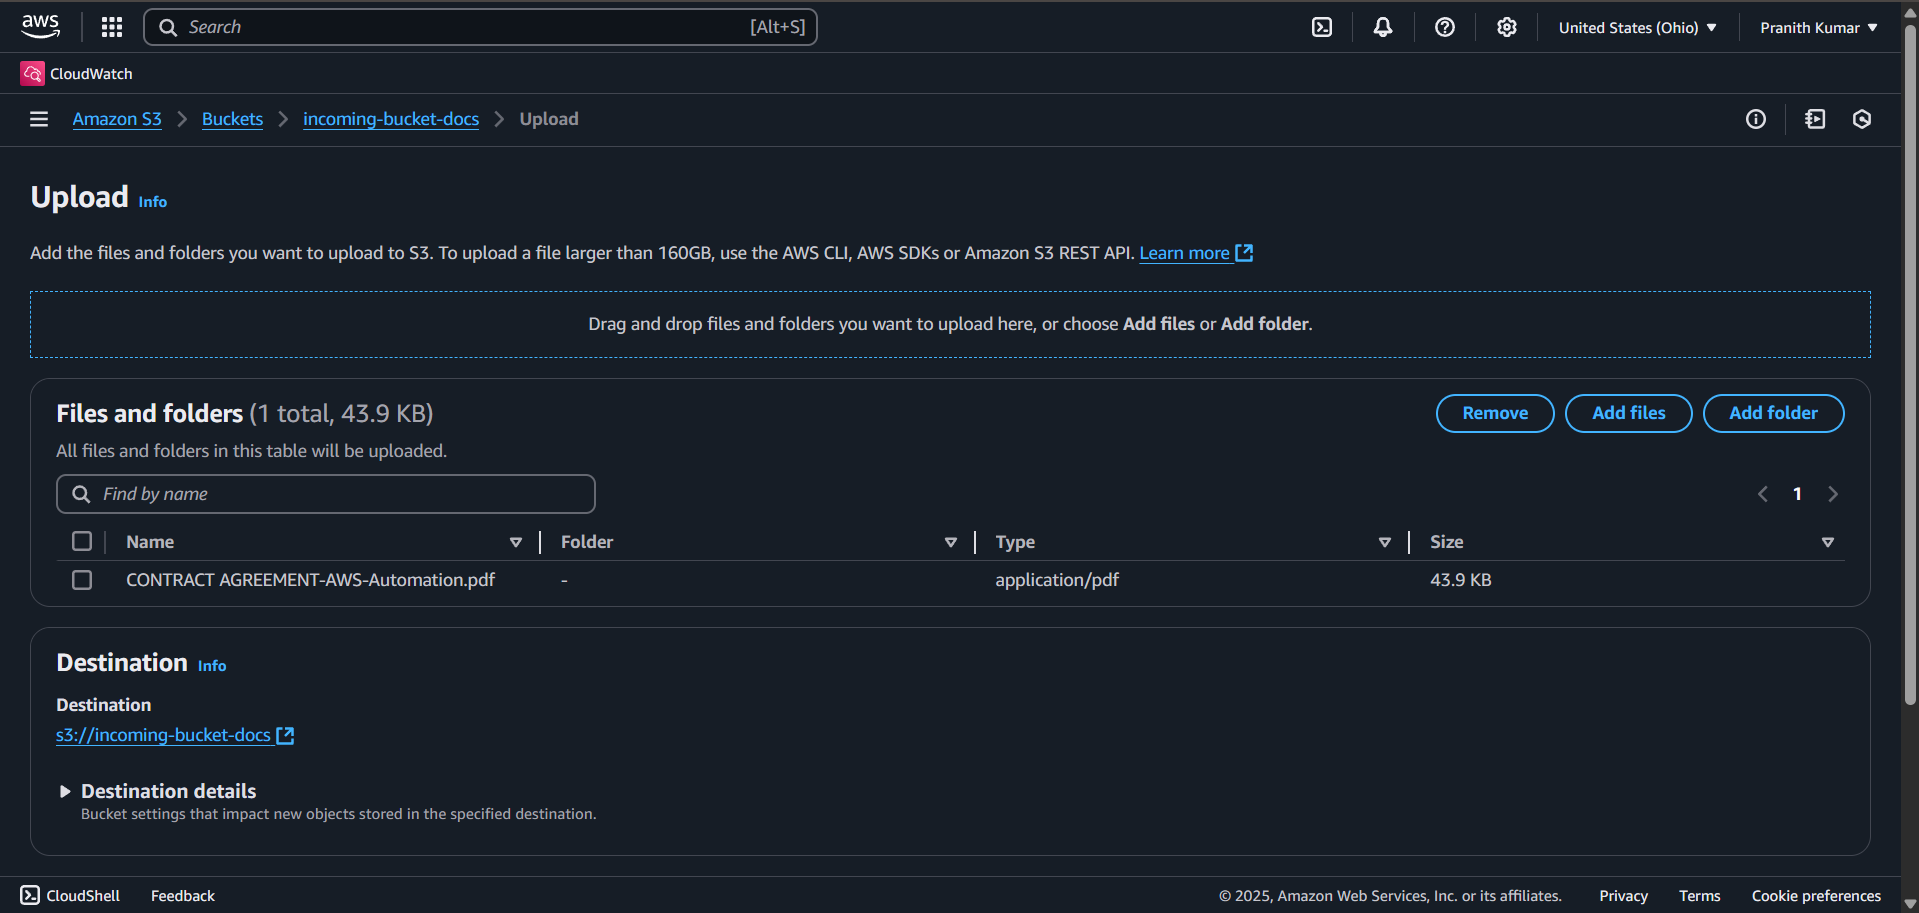 aws
Search [Alt+S]
United States (Ohio)
Pranith Kumar
CloudWatch
Amazon S3 Buckets incoming-bucket-docs Upload
Upload Info
Add the files and folders you want to upload to S3. To upload a file larger than 160GB, use the AWS CLI, AWS SDKs or Amazon S3 REST API. Learn more
Drag and drop files and folders you want to upload here, or choose Add files or Add folder.
Files and folders (1 total, 43.9 KB)
Remove Add files Add folder
All files and folders in this table will be uploaded.
Find by name
1
Name Folder Type Size
CONTRACT AGREEMENT-AWS-Automation.pdf - application/pdf 43.9 KB
Destination Info
Destination
s3://incoming-bucket-docs
Destination details
Bucket settings that impact new objects stored in the specified destination.
CloudShell Feedback © 2025, Amazon Web Services, Inc. or its affiliates. Privacy Terms Cookie preferences